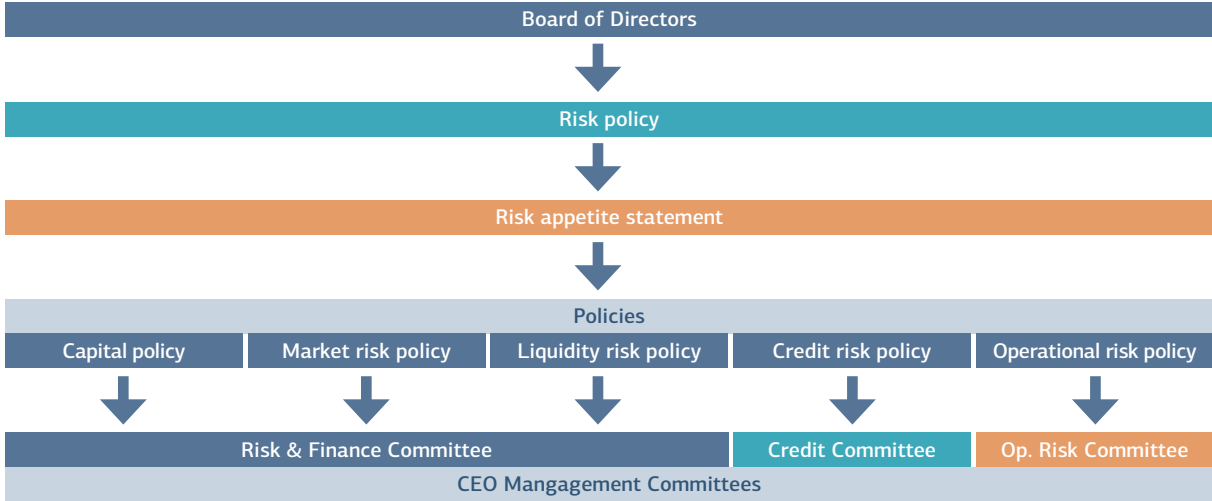 Board of Directors
Risk policy
Risk appetite statement
Policies
Capital policy
Market risk policy
Liquidity risk policy
Credit risk policy
Operational risk policy
Risk & Finance Committee
Credit Committee
Op. Risk Committee
CEO Mangagement Committees